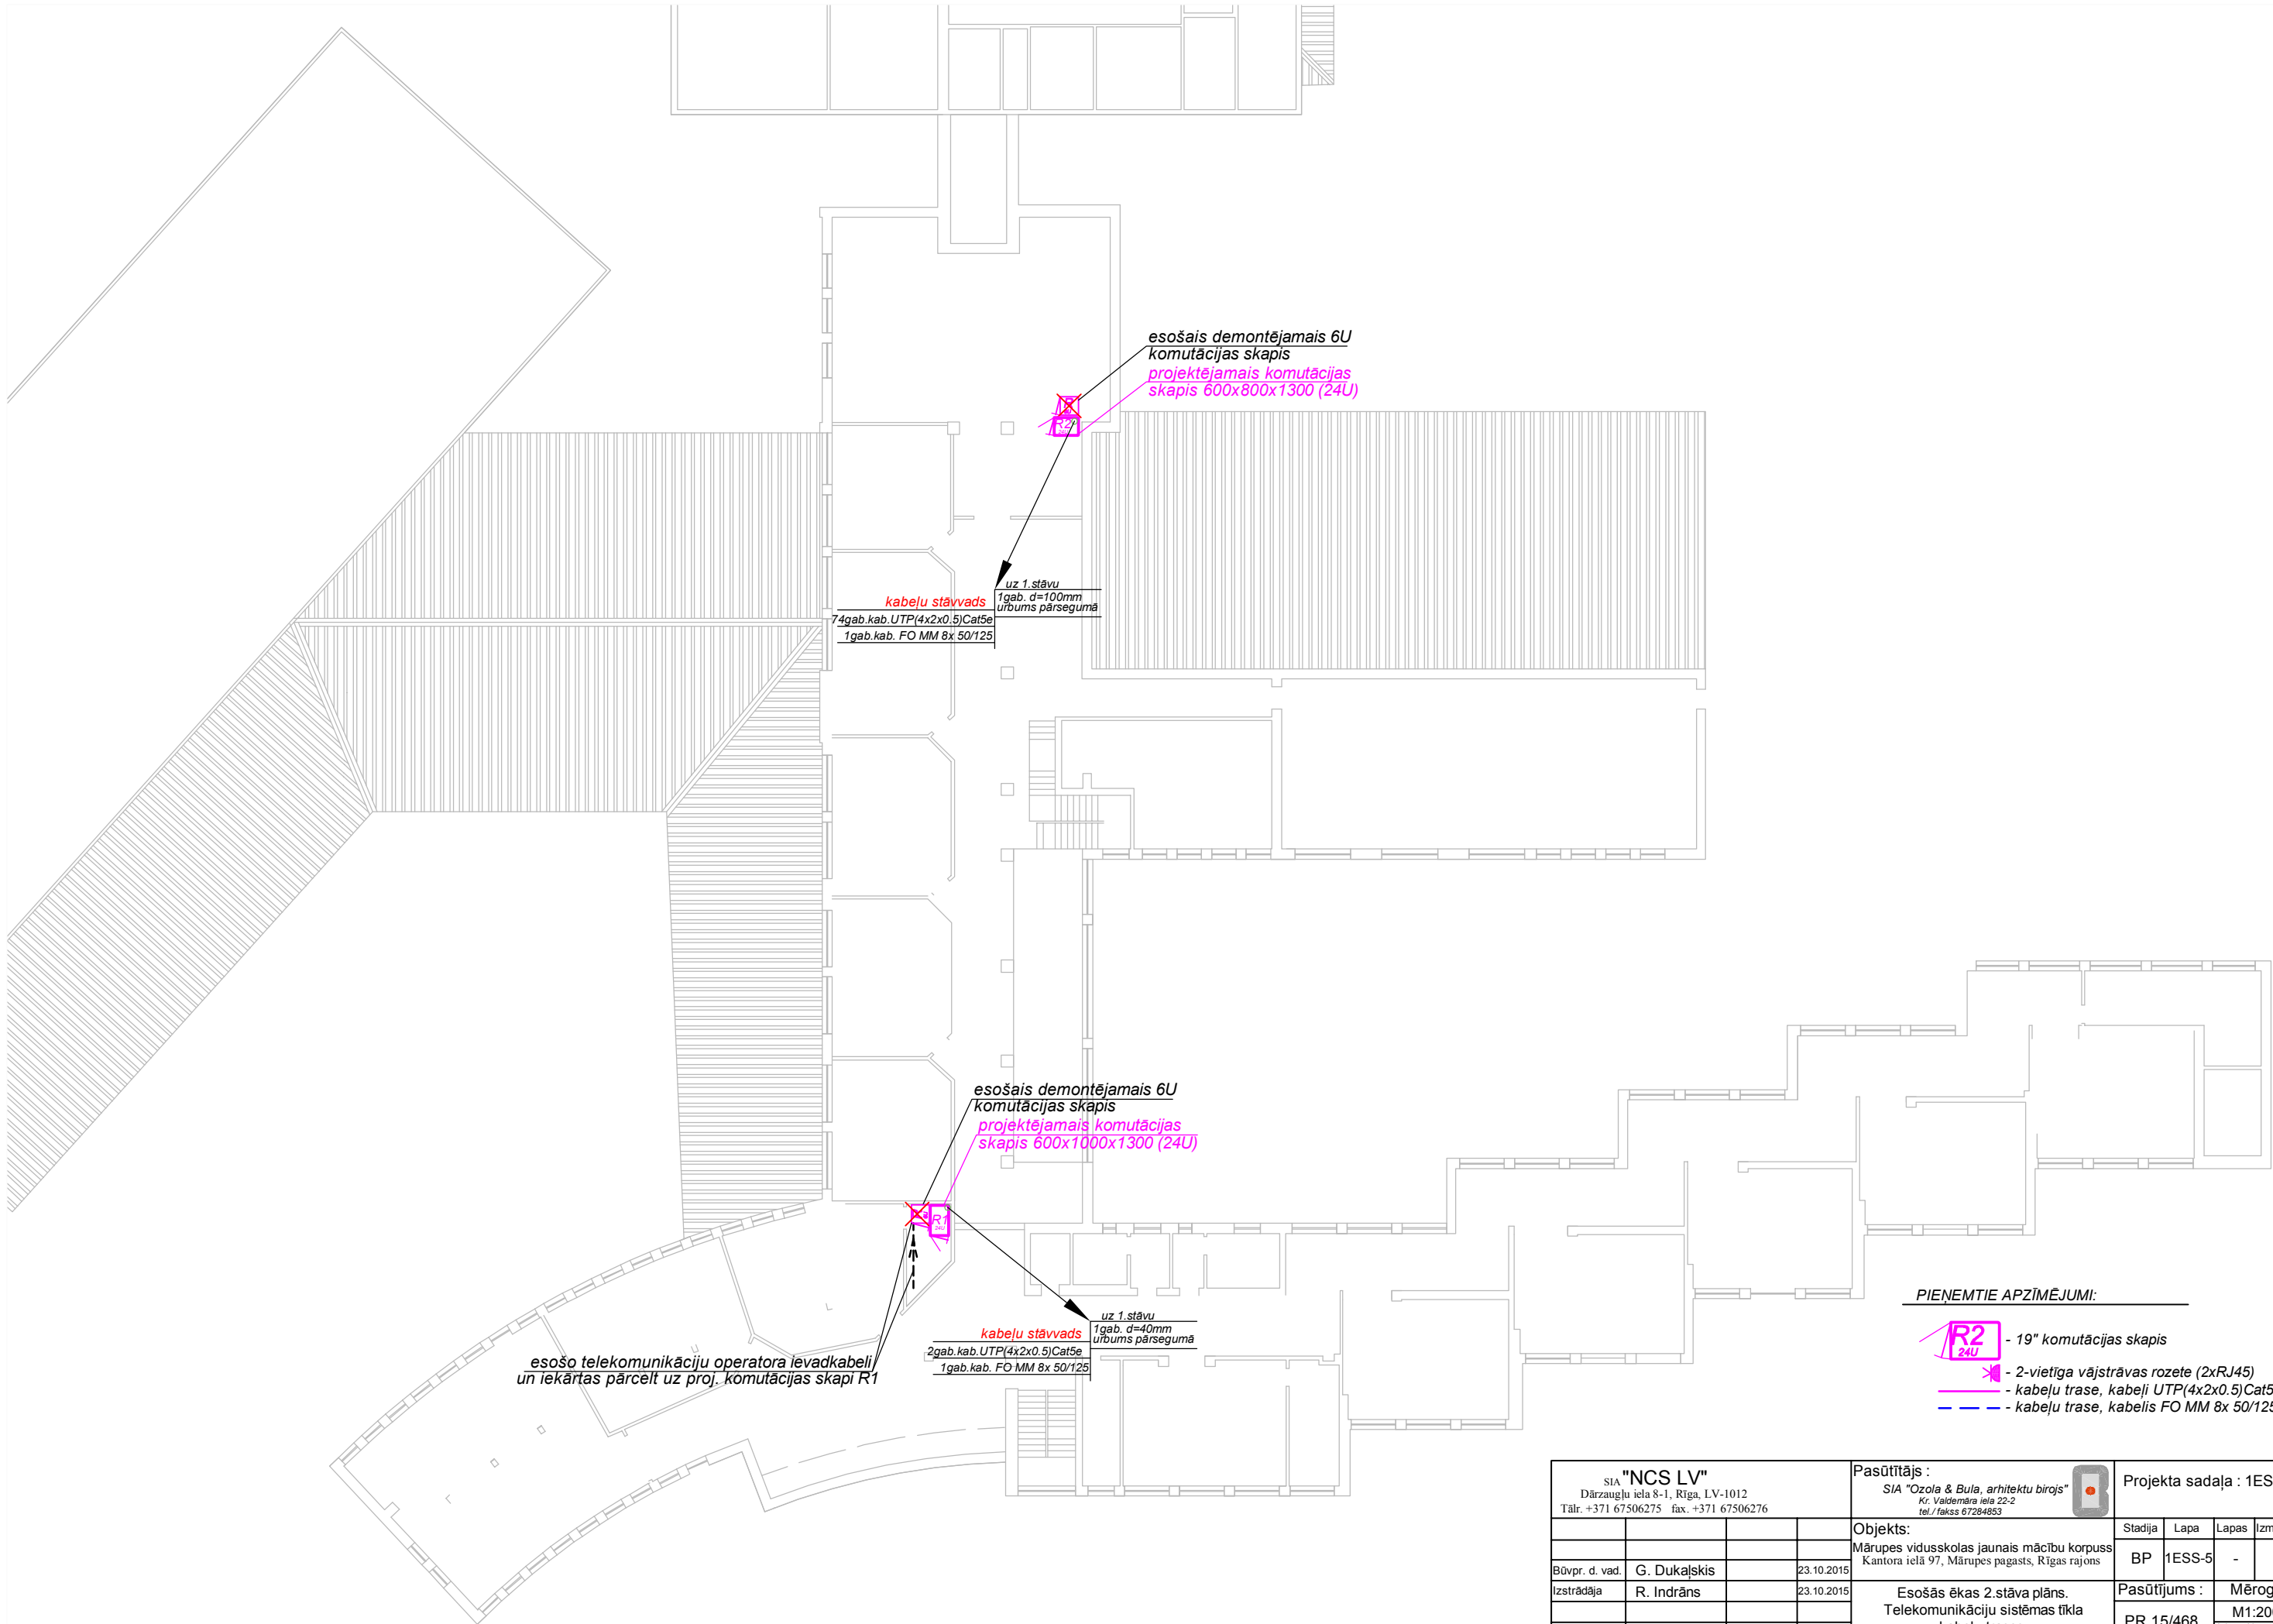 esošais demontējamais 6U
komutācijas skapis
projektējamais komutācijas
skapis 600x800x1300 (24U)
R2
24U
uz 1.stāvu
1gab. d=100mm
urbums pārsegumā
kabeļu stāvvads
74gab.kab.UTP(4x2x0.5)Cat5e
1gab.kab. FO MM 8x 50/125
esošais demontējamais 6U
komutācijas skapis
projektējamais komutācijas
skapis 600x1000x1300 (24U)
R1
24U
uz 1.stāvu
1gab. d=40mm
urbums pārsegumā
kabeļu stāvvads
2gab.kab.UTP(4x2x0.5)Cat5e
1gab.kab. FO MM 8x 50/125
esošo telekomunikāciju operatora ievadkabeli
un iekārtas pārcelt uz proj. komutācijas skapi R1
PIEŅEMTIE APZĪMĒJUMI:
R2
24U
- 19" komutācijas skapis
- 2-vietīga vājstrāvas rozete (2xRJ45)
- kabeļu trase, kabeļi UTP(4x2x0.5)Cat5
- kabeļu trase, kabelis FO MM 8x 50/125
SIA "NCS LV"
Dārzaugļu iela 8-1, Rīga, LV-1012
Tālr. +371 67506275 fax. +371 67506276
Pasūtītājs :
SIA "Ozola & Bula, arhitektu birojs"
Kr. Valdemāra iela 22-2
tel./ fakss 67284853
Projekta sadaļa : 1ES
Objekts:
Mārupes vidusskolas jaunais mācību korpuss
Kantora ielā 97, Mārupes pagasts, Rīgas rajons
Stadija Lapa Lapas Izm
BP 1ESS-5 -
Būvpr. d. vad. G. Dukaļskis 23.10.2015
Izstrādāja R. Indrāns 23.10.2015
Esošās ēkas 2.stāva plāns.
Telekomunikāciju sistēmas tīkla
Pasūtījums : Mērog
PR 15/468 M1:20